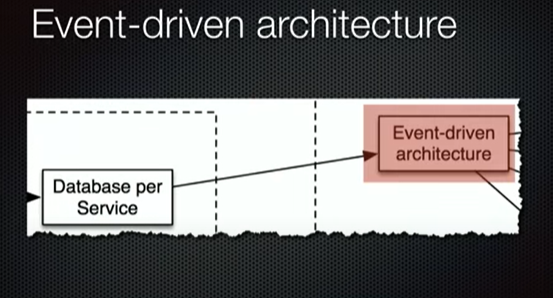 Event-driven architecture
Event-driven
architecture
Database per
Service